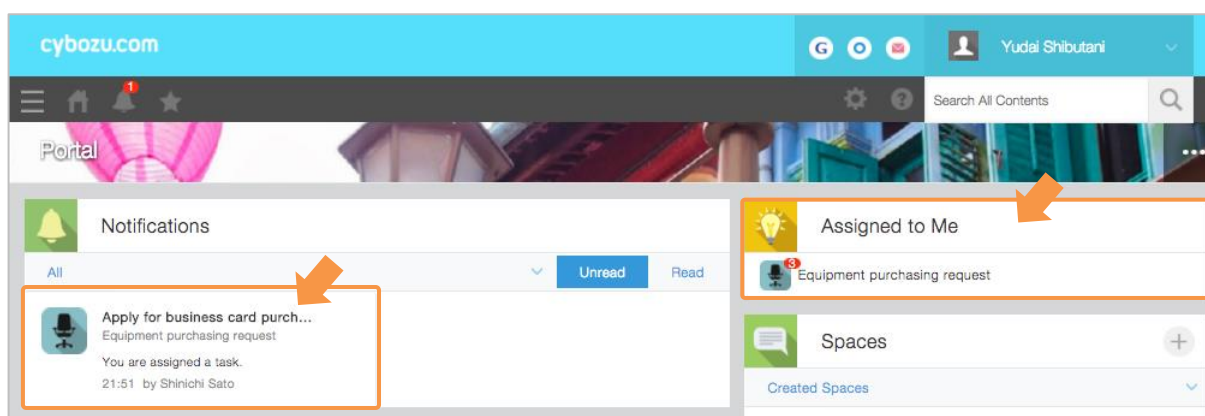 cybozu.com
G
Yudai Shibutani
1
Search All Contents
Portal
Notifications
All
Unread
Read
Apply for business card purch...
Equipment purchasing request
You are assigned a task.
21:51 by Shinichi Sato
Assigned to Me
3
Equipment purchasing request
Spaces
Created Spaces